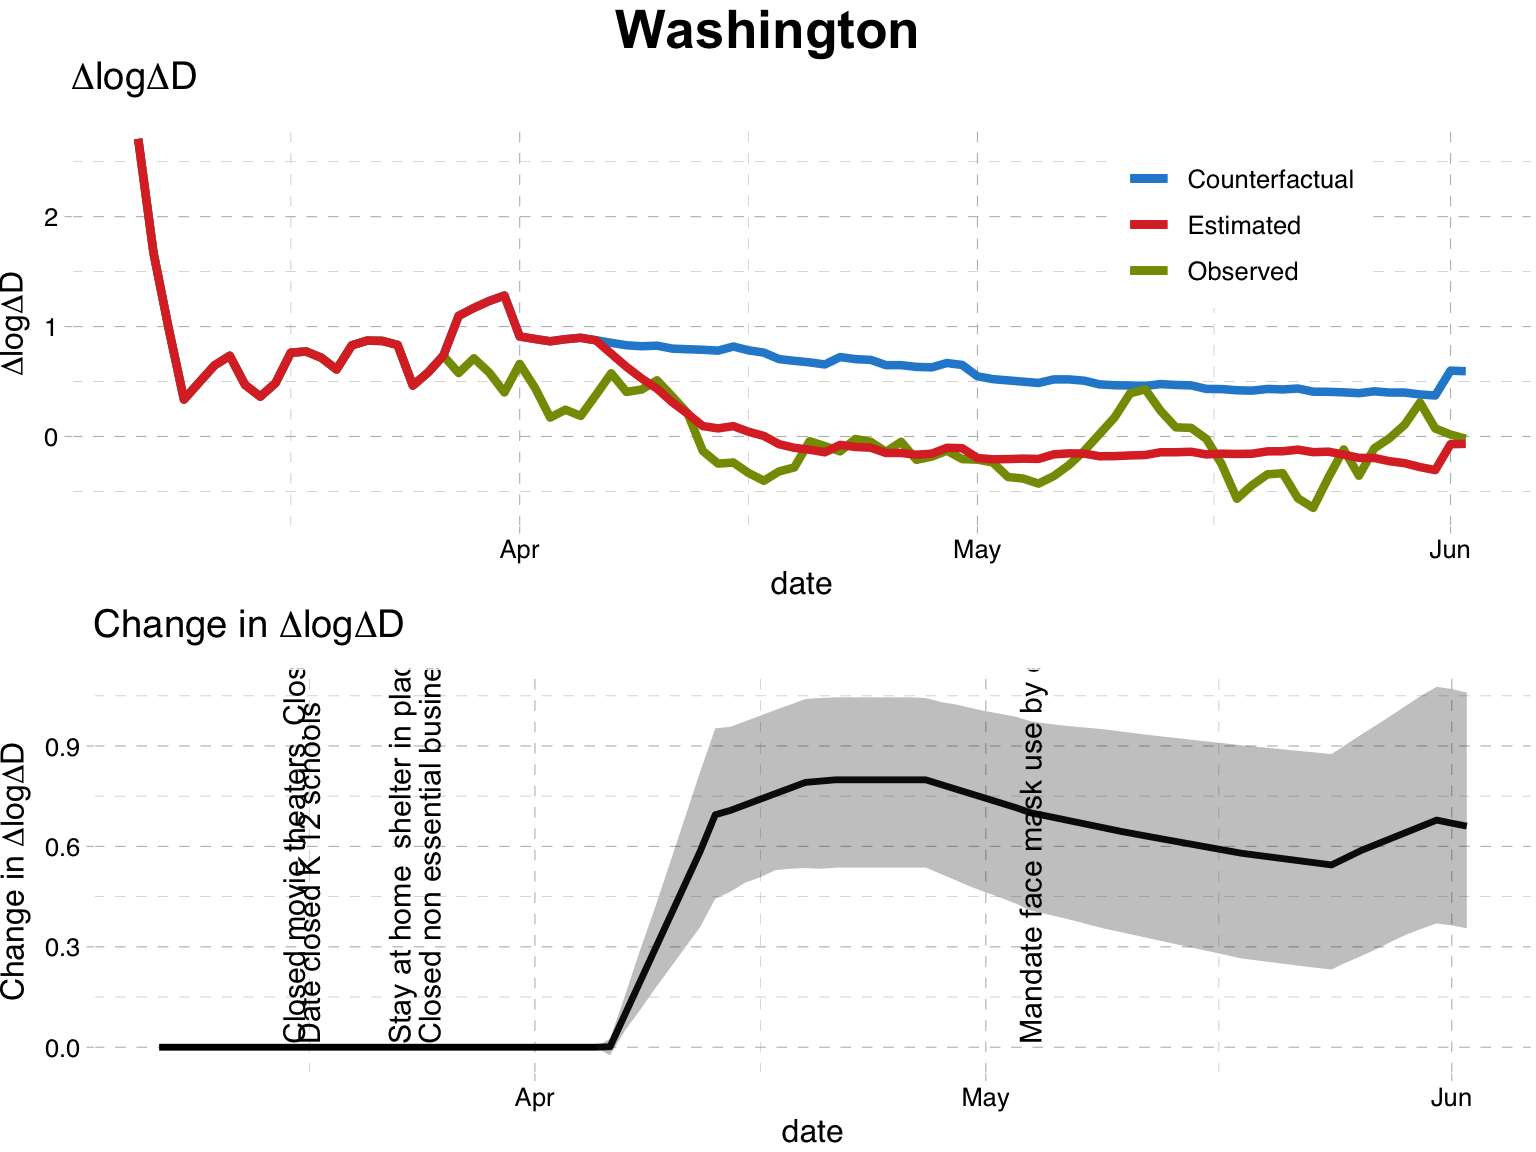 Washington
ΔlogΔD
ΔlogΔD
2
1
0
Counterfactual
Estimated
Observed
Apr
May
Jun
date
Change in ΔlogΔD
Change in ΔlogΔD
0.9
0.6
0.3
0.0
Closed movie theaters Clos
Date closed K 12 schools
Stay at home shelter in plac
Closed non essential busine
Mandate face mask use by
Apr
May
Jun
date